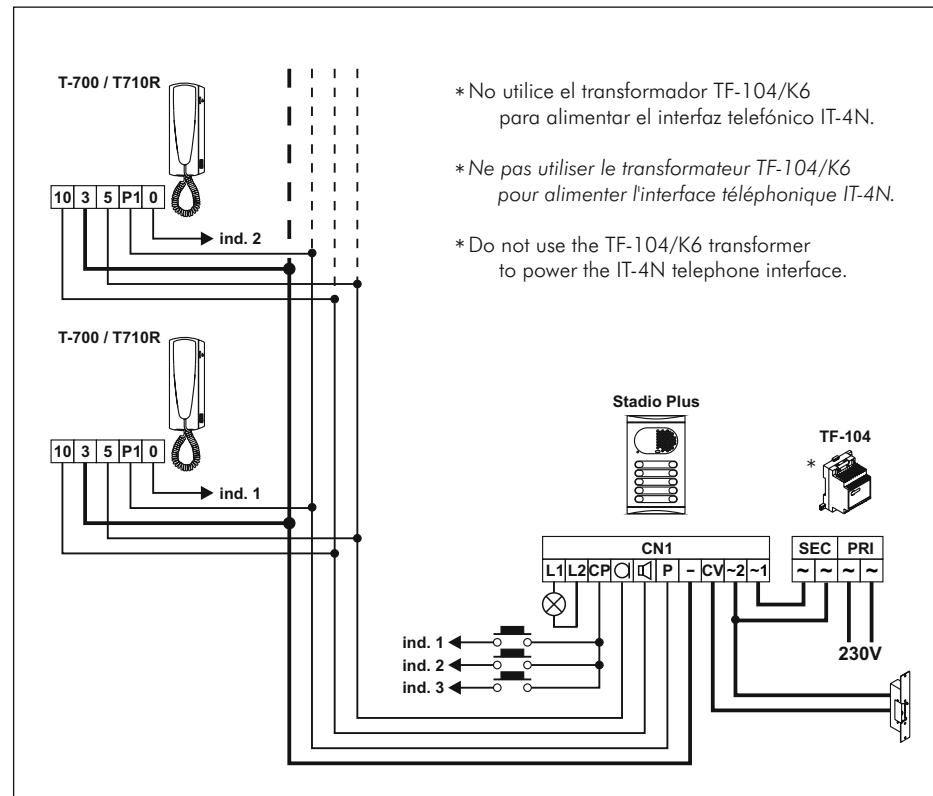 T-700 / T710R
10 3 5 P1 0
ind. 2
* No utilice el transformador TF-104/K6
para alimentar el interfaz telefónico IT-4N.
* Ne pas utiliser le transformateur TF-104/K6
pour alimenter l'interface téléphonique IT-4N.
* Do not use the TF-104/K6 transformer
to power the IT-4N telephone interface.
T-700 / T710R
10 3 5 P1 0
ind. 1
Stadio Plus
TF-104
*
CN1
L1 L2 CP P – CV ~2 ~1
SEC PRI
~ ~ ~ ~
230V
ind. 1
ind. 2
ind. 3